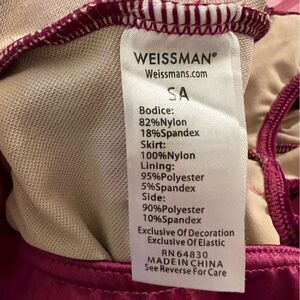 WEISSMAN®
Weissmans.com
SA
Bodice:
82%Nylon
18%Spandex
Skirt:
100%Nylon
Lining:
95%Polyester
5%Spandex
Side:
90%Polyester
10%Spandex
Exclusive Of Decoration
Exclusive Of Elastic
RN 64830
MADE IN CHINA
See Reverse For Care